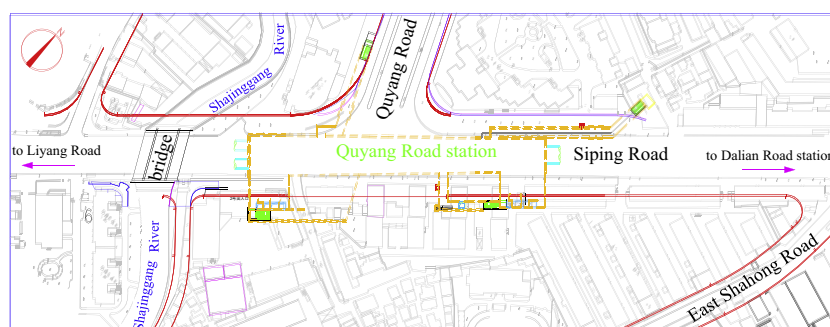 N
Shajinggang River
Quyang Road
to Liyang Road
bridge
Quyang Road station
Siping Road
to Dalian Road station
Shajinggang River
East Shahong Road